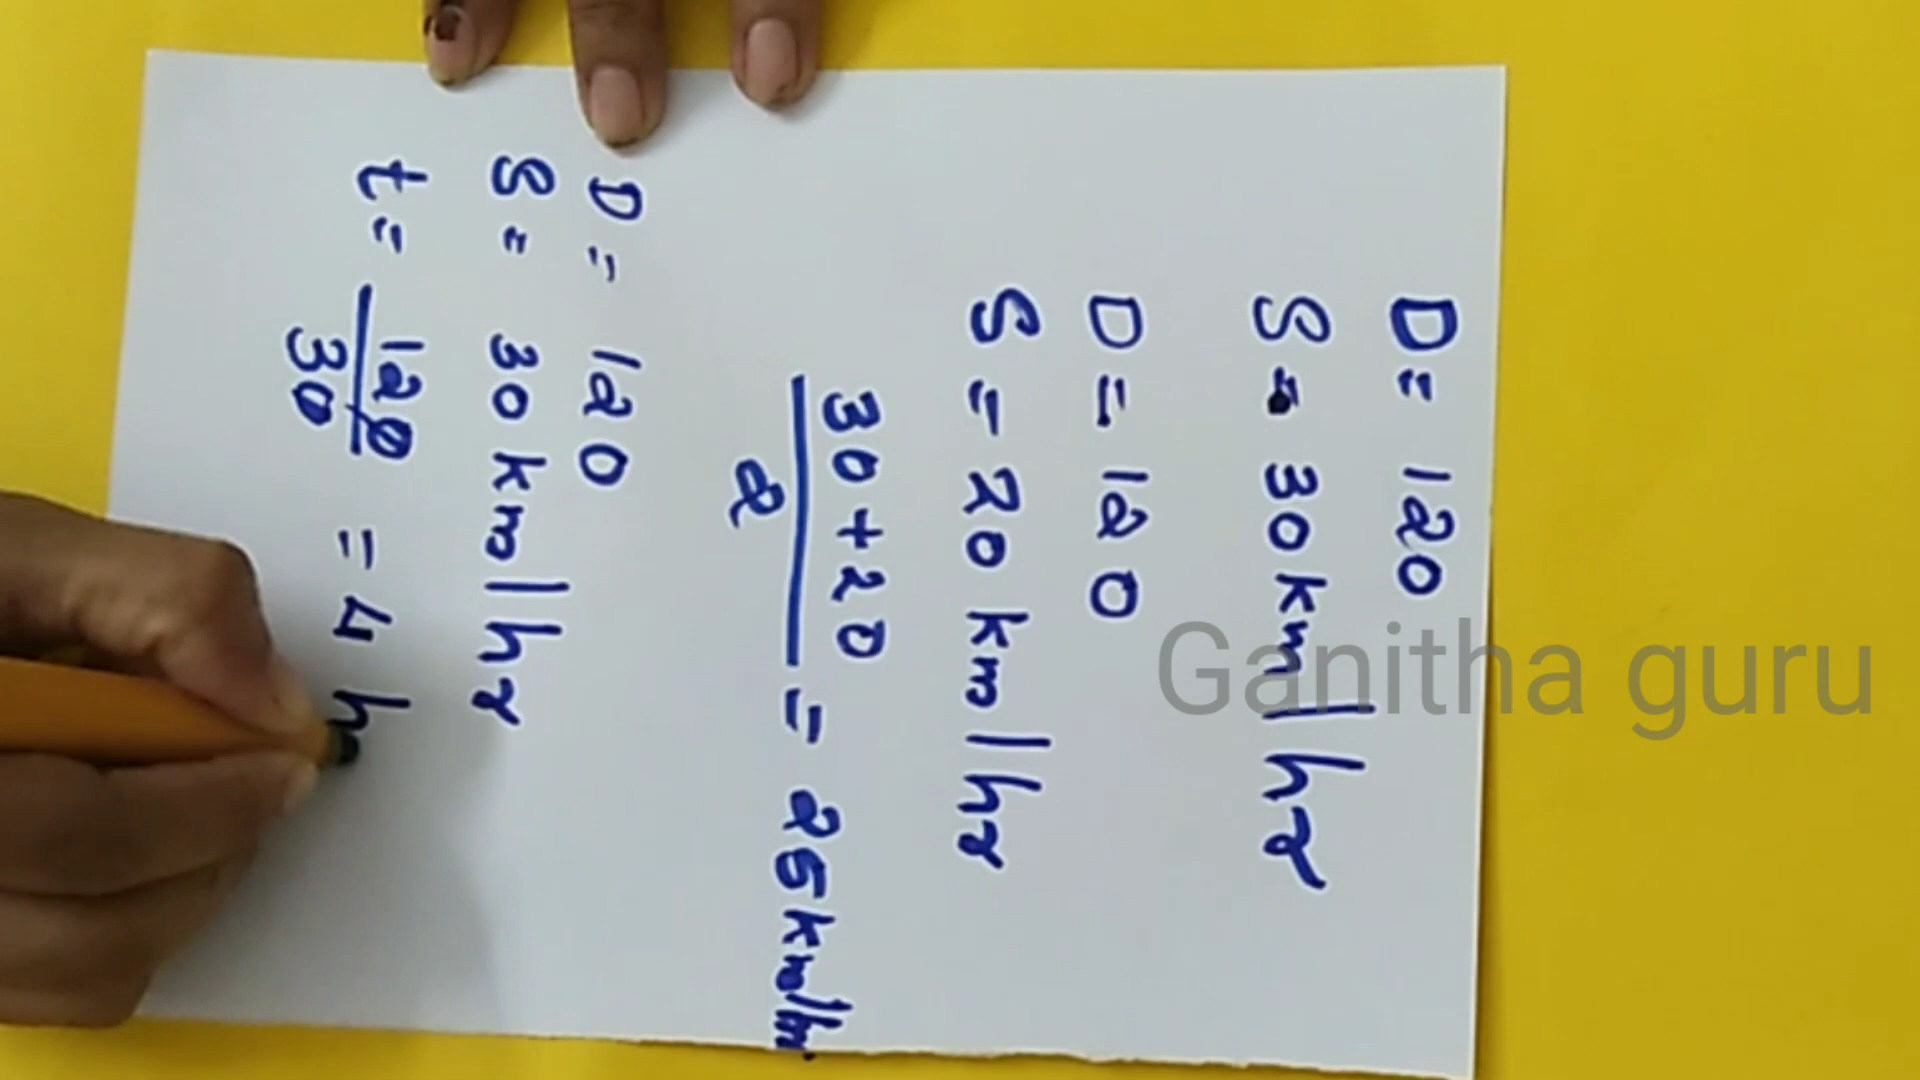 D = 120
S = 30 km/hr
D = 120
S = 20 km/hr
30 + 20
2
= 25 km/hr
D = 120
S = 30 km/hr
t = 120
30
= 4 h
Ganitha guru